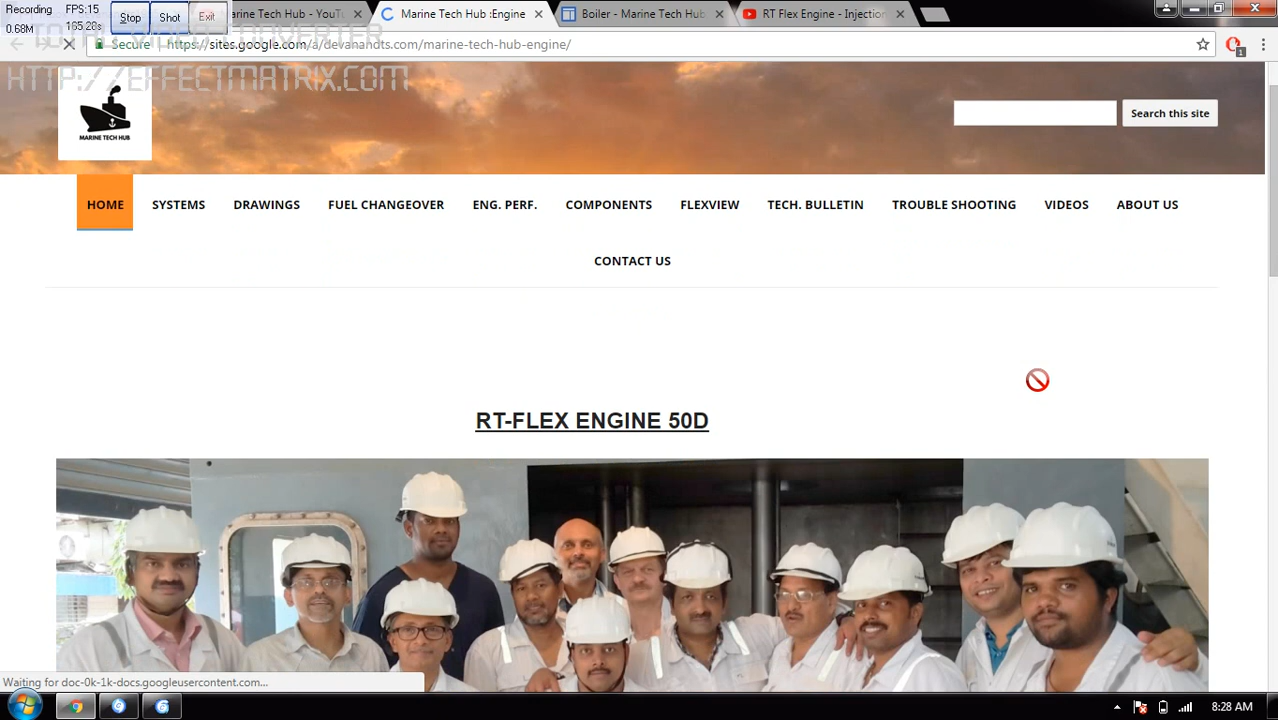 Recording FPS:15
0.68M 165.20s
Stop Shot Exit
Marine Tech Hub - YouTu
Marine Tech Hub :Engine
Boiler - Marine Tech Hub
RT Flex Engine - Injection
Secure https://sites.google.com/a/devanandts.com/marine-tech-hub-engine/
1
HTTP://EFFECTMATRIX.COM
MARINE TECH HUB
Search this site
HOME SYSTEMS DRAWINGS FUEL CHANGEOVER ENG. PERF. COMPONENTS FLEXVIEW TECH. BULLETIN TROUBLE SHOOTING VIDEOS ABOUT US
CONTACT US
RT-FLEX ENGINE 50D
Waiting for doc-0k-1k-docs.googleusercontent.com...
8:28 AM